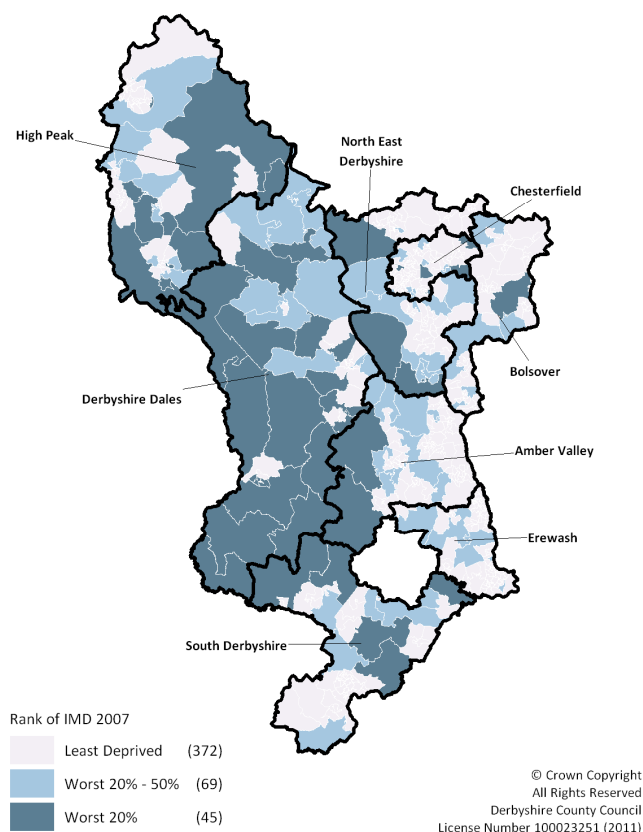 High Peak
North East
Derbyshire
Chesterfield
Bolsover
Derbyshire Dales
Amber Valley
Erewash
South Derbyshire
Rank of IMD 2007
Least Deprived (372)
Worst 20% - 50% (69)
Worst 20% (45)
© Crown Copyright
All Rights Reserved
Derbyshire County Council
License Number 100023251 (2011)